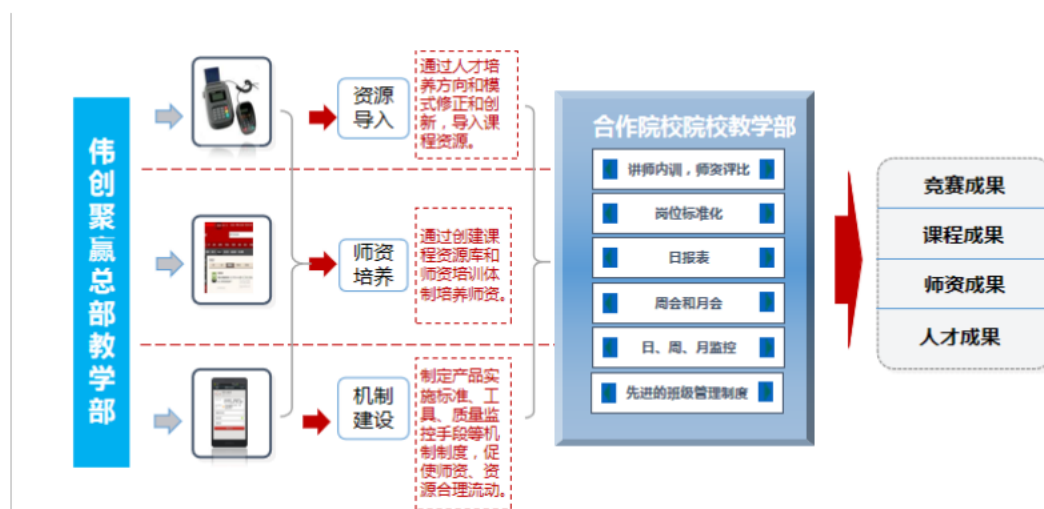 伟创聚赢总部教学部
资源
导入
通过人才培
养方向和模
式修正和创
新，导入课
程资源。
师资
培养
通过创建课
程资源库和
师资培训体
制培养师资。
机制
建设
制定产品实
施标准、工
具、质量监
控手段等机
制制度，促
使师资、资
源合理流动。
合作院校院校教学部
讲师内训，师资评比
岗位标准化
日报表
周会和月会
日、周、月监控
先进的班级管理制度
竞赛成果
课程成果
师资成果
人才成果